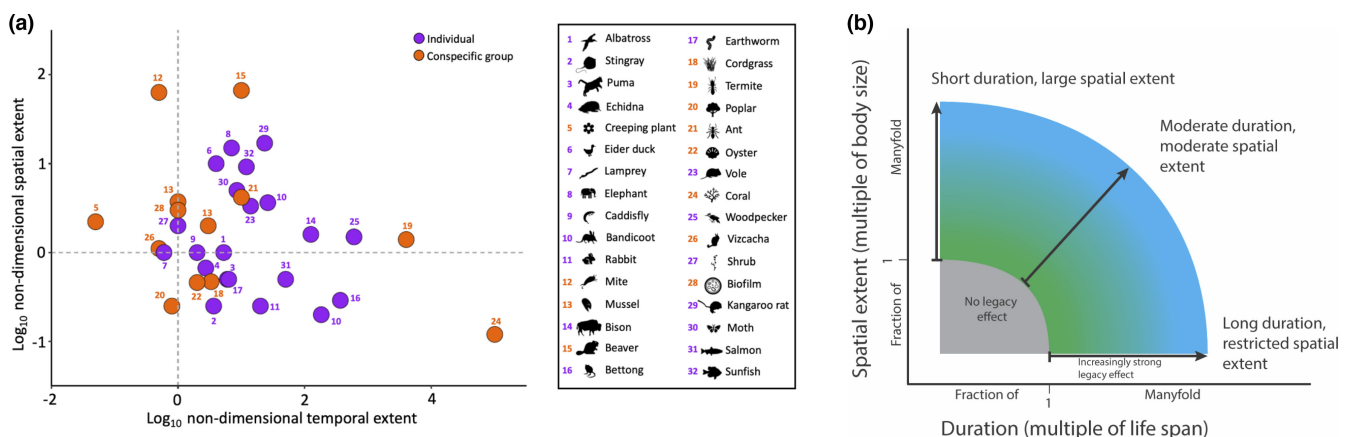 (a)
Individual
Conspecific group
Log10 non-dimensional spatial extent
2
1
0
-1
-2
0
2
4
Log10 non-dimensional temporal extent
12
15
8
29
6
32
30
21
10
23
5
13
28
27
13
26
7
9
1
4
3
17
22
18
20
2
11
31
14
25
19
16
10
24
1 Albatross
2 Stingray
3 Puma
4 Echidna
5 Creeping plant
6 Eider duck
7 Lamprey
8 Elephant
9 Caddisfly
10 Bandicoot
11 Rabbit
12 Mite
13 Mussel
14 Bison
15 Beaver
16 Bettong
17 Earthworm
18 Cordgrass
19 Termite
20 Poplar
21 Ant
22 Oyster
23 Vole
24 Coral
25 Woodpecker
26 Vizcacha
27 Shrub
28 Biofilm
29 Kangaroo rat
30 Moth
31 Salmon
32 Sunfish
(b)
Spatial extent (multiple of body size)
Manyfold
1
Fraction of
Short duration, large spatial extent
Moderate duration,
moderate spatial
extent
No legacy
effect
Long duration,
restricted spatial
extent
Increasingly strong
legacy effect
Fraction of
1
Manyfold
Duration (multiple of life span)